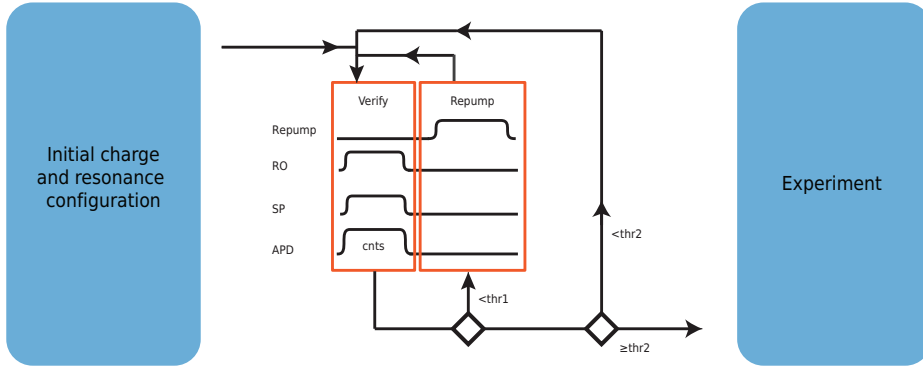 Initial charge
and resonance
configuration
Verify
Repump
Repump
RO
SP
APD
cnts
<thr1
<thr2
≥thr2
Experiment